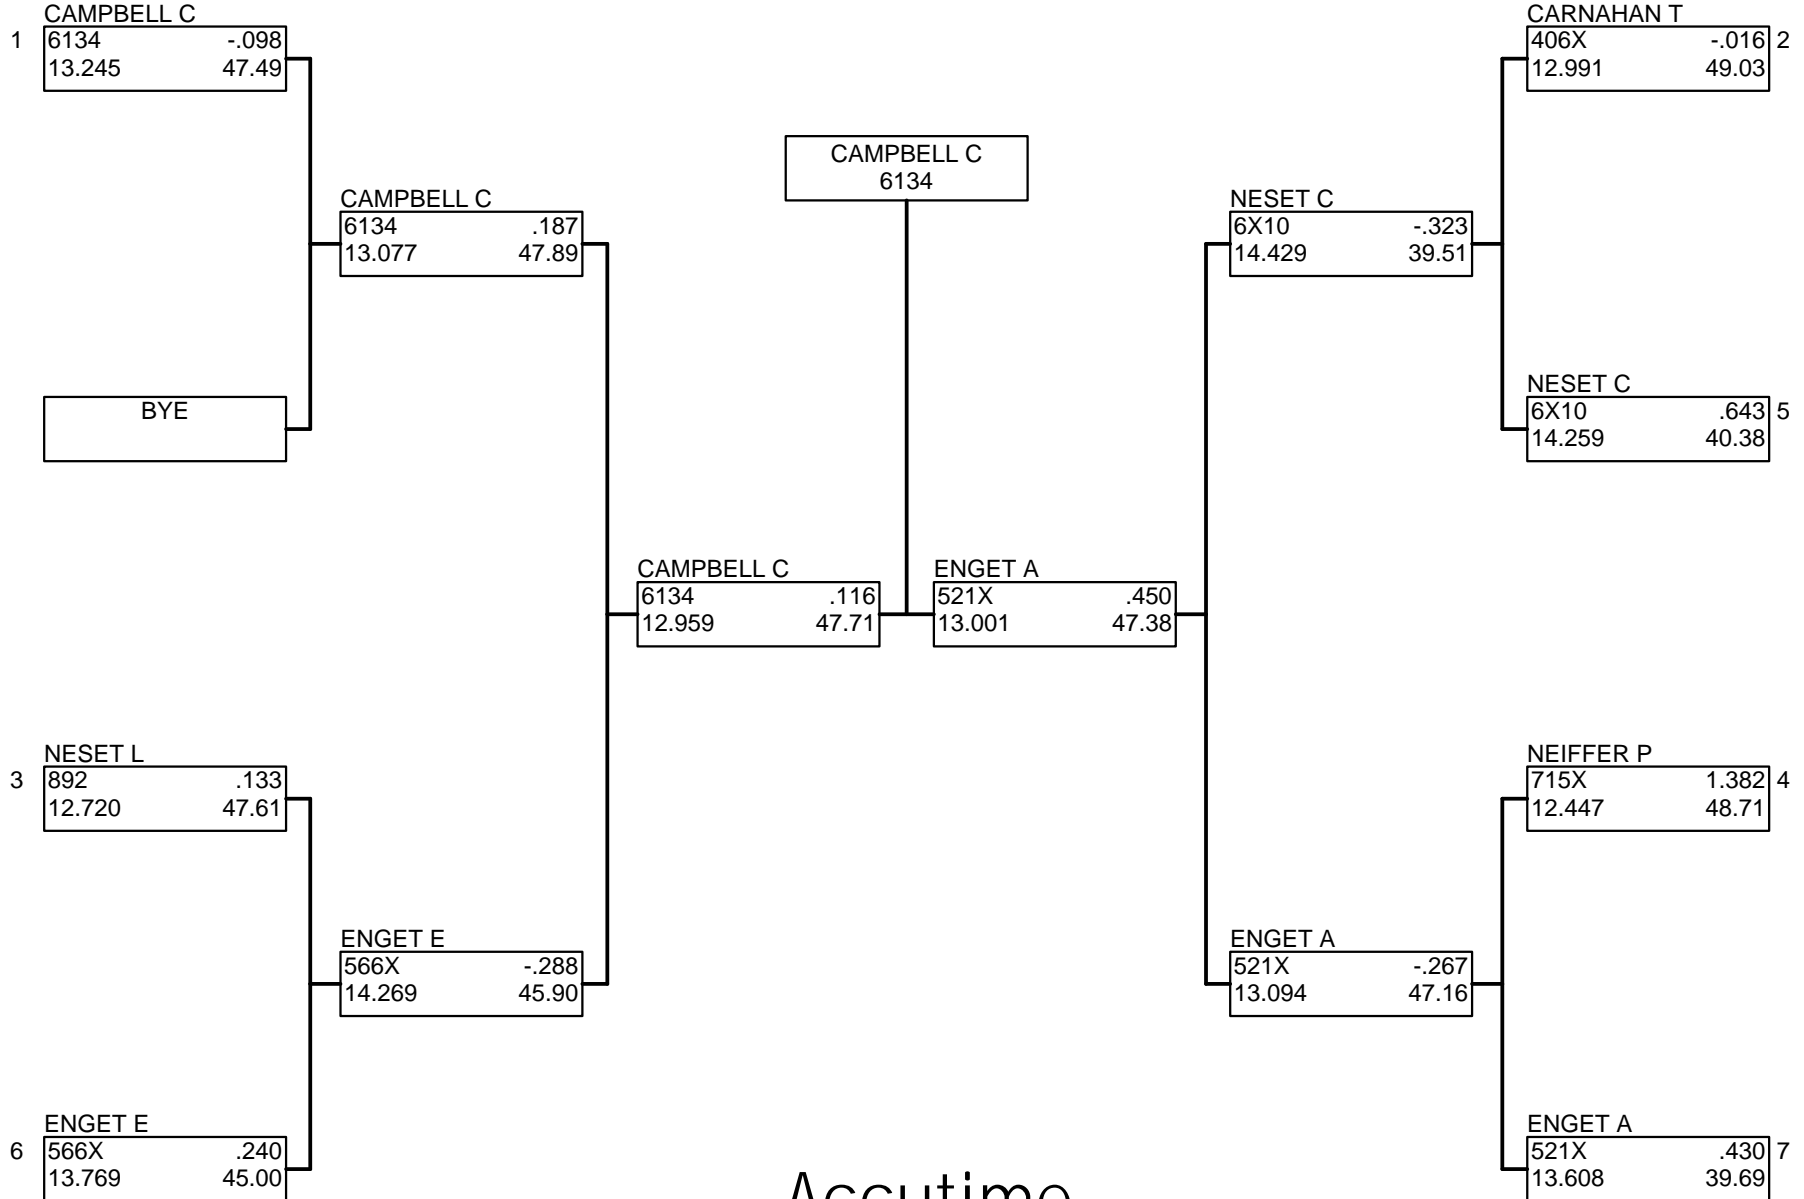 CAMPBELL C
1 6134 -.098
13.245 47.49
BYE
NESET L
3 892 .133
12.720 47.61
ENGET E
6 566X .240
13.769 45.00
CAMPBELL C
6134 .187
13.077 47.89
ENGET E
566X -.288
14.269 45.90
CAMPBELL C
6134
CAMPBELL C
6134 .116
12.959 47.71
ENGET A
521X .450
13.001 47.38
NESET C
6X10 -.323
14.429 39.51
ENGET A
521X -.267
13.094 47.16
CARNAHAN T
406X -.016 2
12.991 49.03
NESET C
6X10 .643 5
14.259 40.38
NEIFFER P
715X 1.382 4
12.447 48.71
ENGET A
521X .430 7
13.608 39.69
Accutime